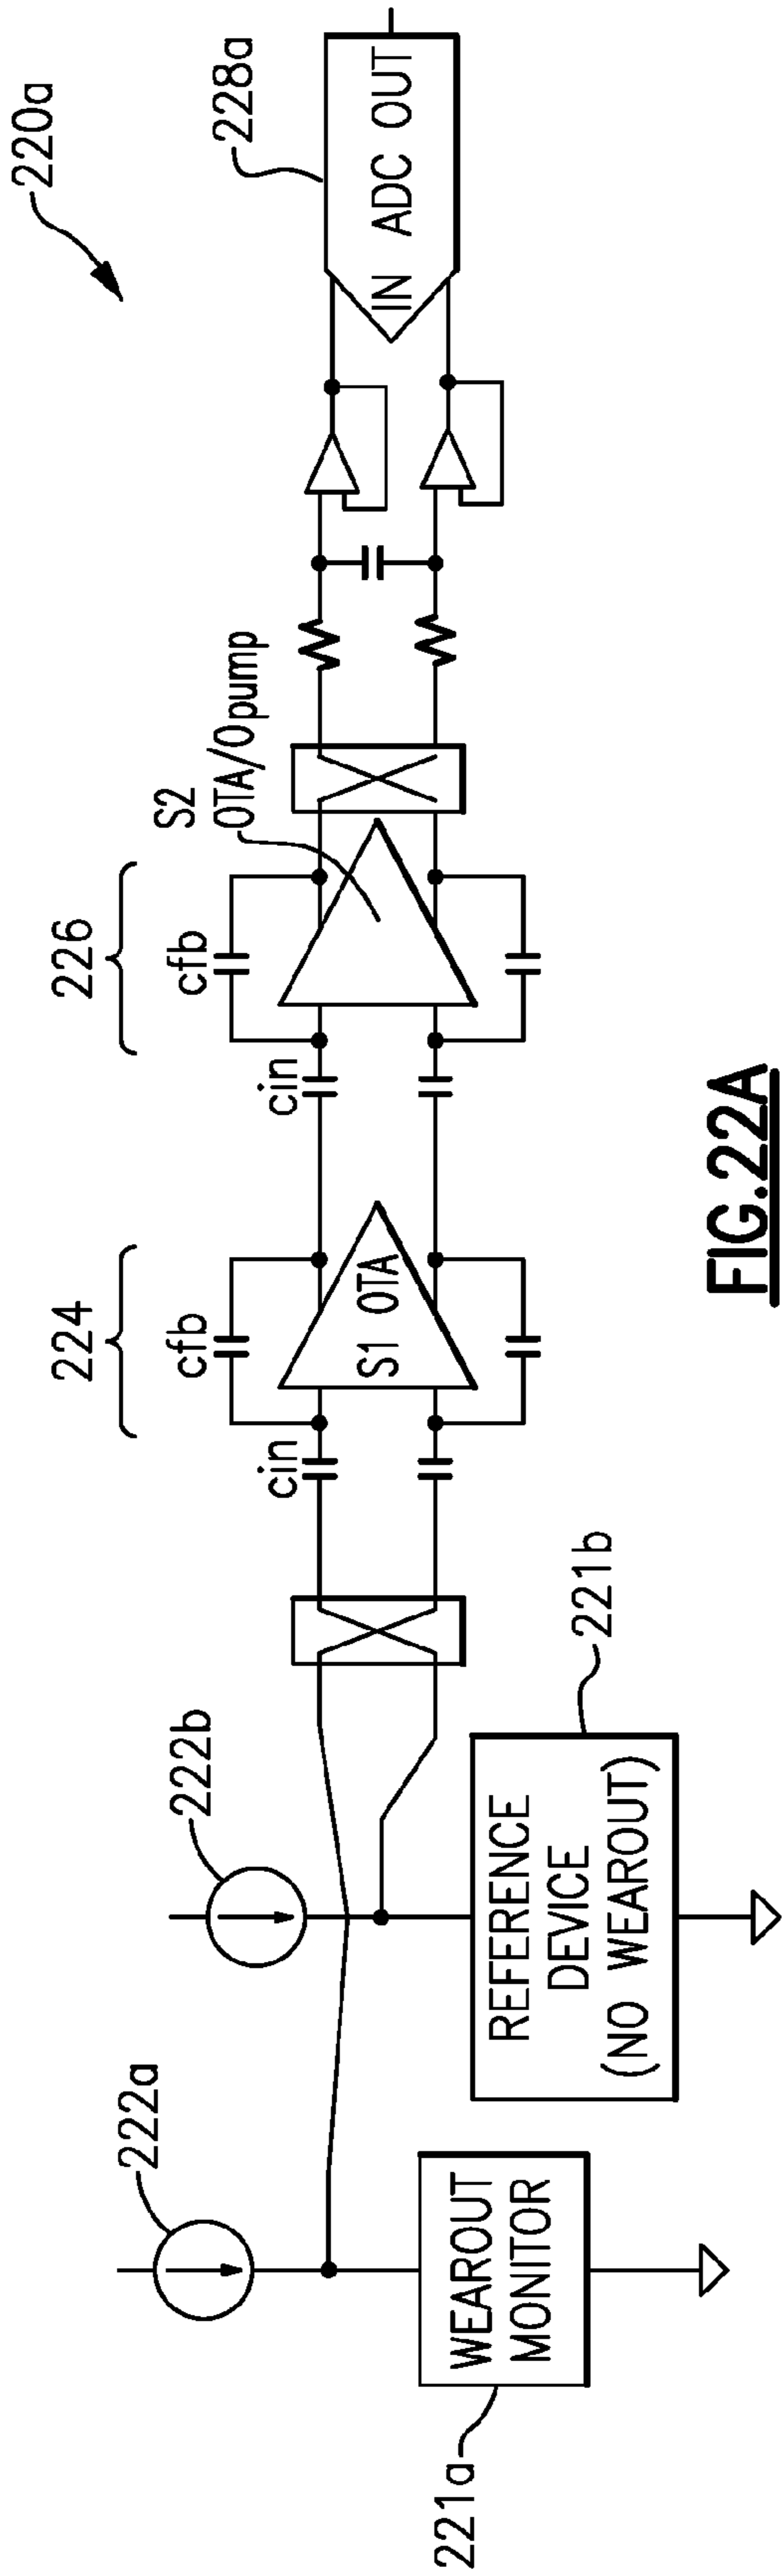 220a
228a
IN ADC OUT
226
S2
OTA/Opump
cfb
cin
224
cfb
S1 OTA
cin
222b
222a
REFERENCE
DEVICE
(NO WEAROUT)
221b
WEAROUT
MONITOR
221a
FIG.22A